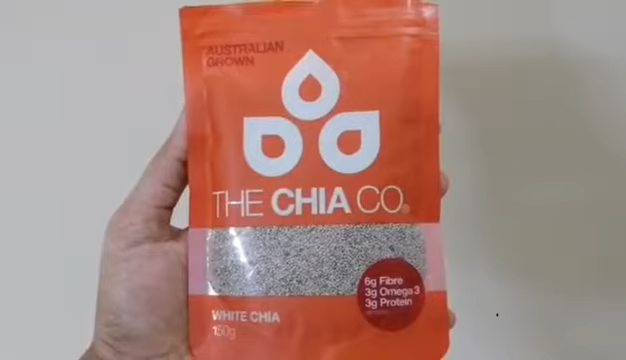 AUSTRALIAN
GROWN
THE CHIA CO®
6g Fibre
3g Omega 3
3g Protein
WHITE CHIA
150g